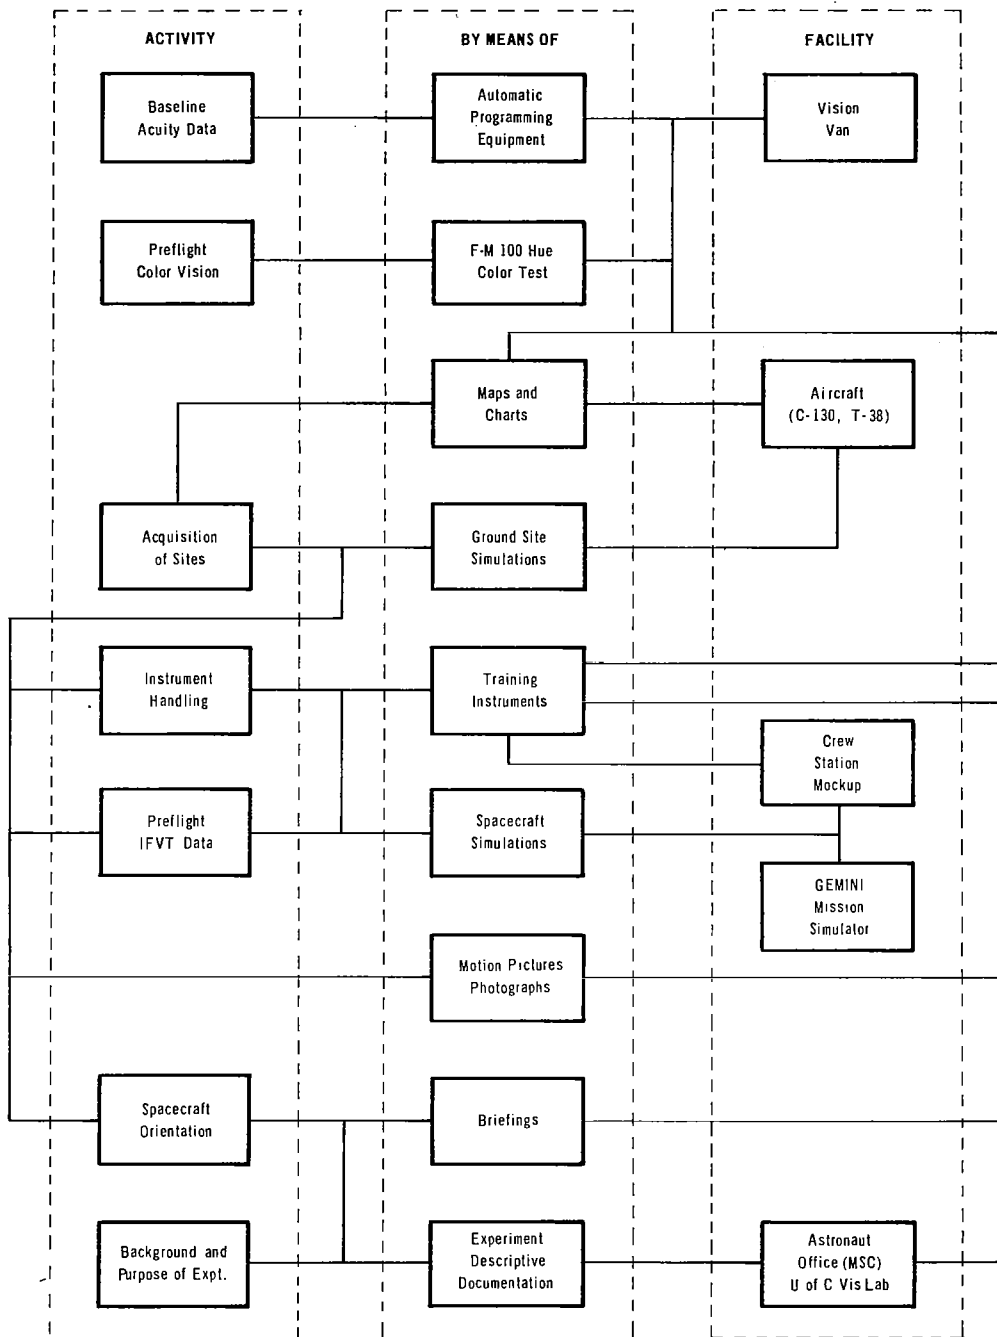 ACTIVITY
BY MEANS OF
FACILITY
Baseline
Acuity Data
Automatic
Programming
Equipment
Vision
Van
Preflight
Color Vision
F-M 100 Hue
Color Test
Maps and
Charts
Aircraft
(C-130, T-38)
Acquisition
of Sites
Ground Site
Simulations
Instrument
Handling
Training
Instruments
Crew
Station
Mockup
Preflight
IFVT Data
Spacecraft
Simulations
GEMINI
Mission
Simulator
Motion Pictures
Photographs
Spacecraft
Orientation
Briefings
Background and
Purpose of Expt.
Experiment
Descriptive
Documentation
Astronaut
Office (MSC)
U of C Vis Lab